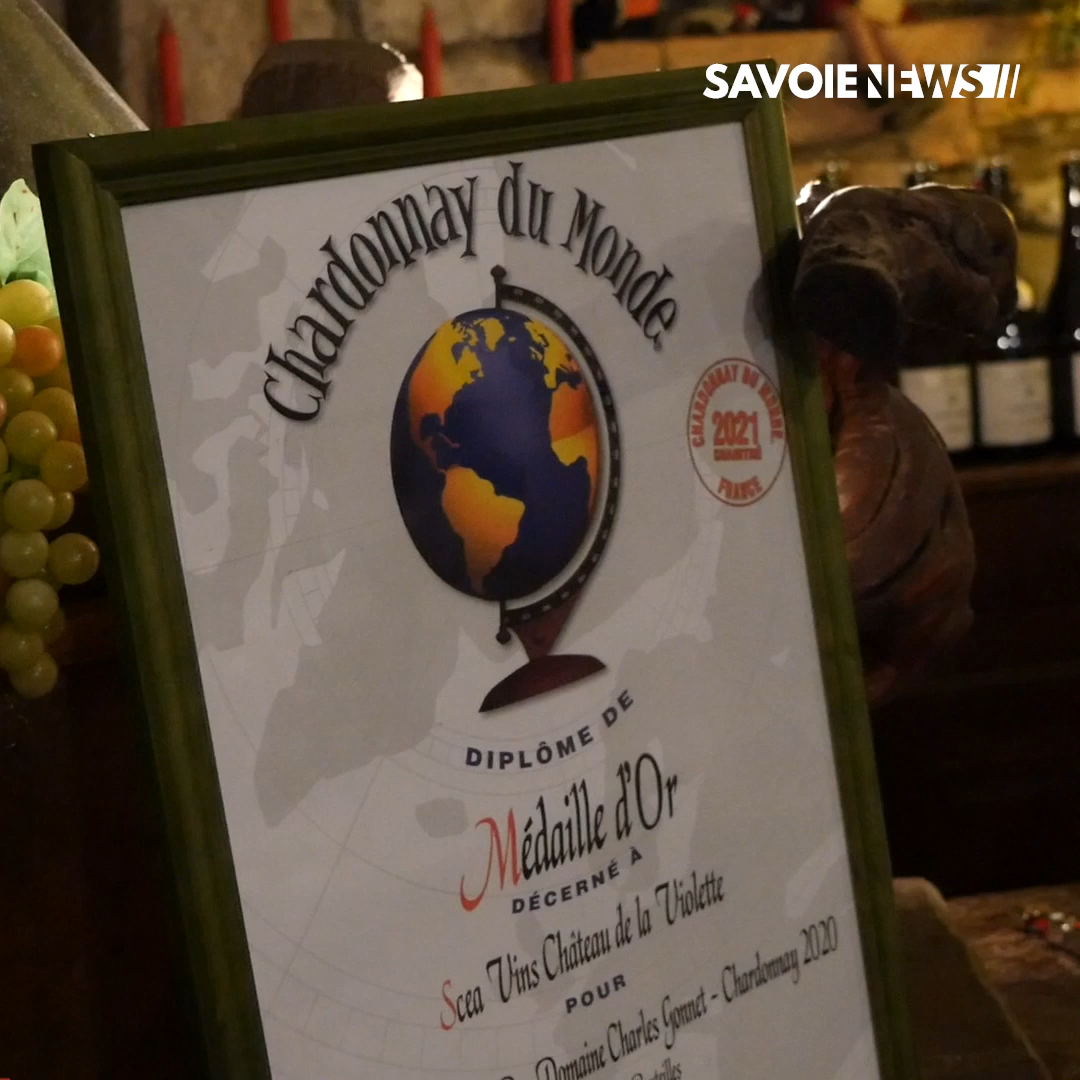 SAVOIE NEWS
Chardonnay du Monde
CHARDONNAY DU MONDE
2021
CHAINTRÉ
FRANCE
DIPLÔME DE
Médaille d'Or
DÉCERNÉ À
Scea Vins Château de la Violette
POUR
Domaine Charles Gonnet - Chardonnay 2020